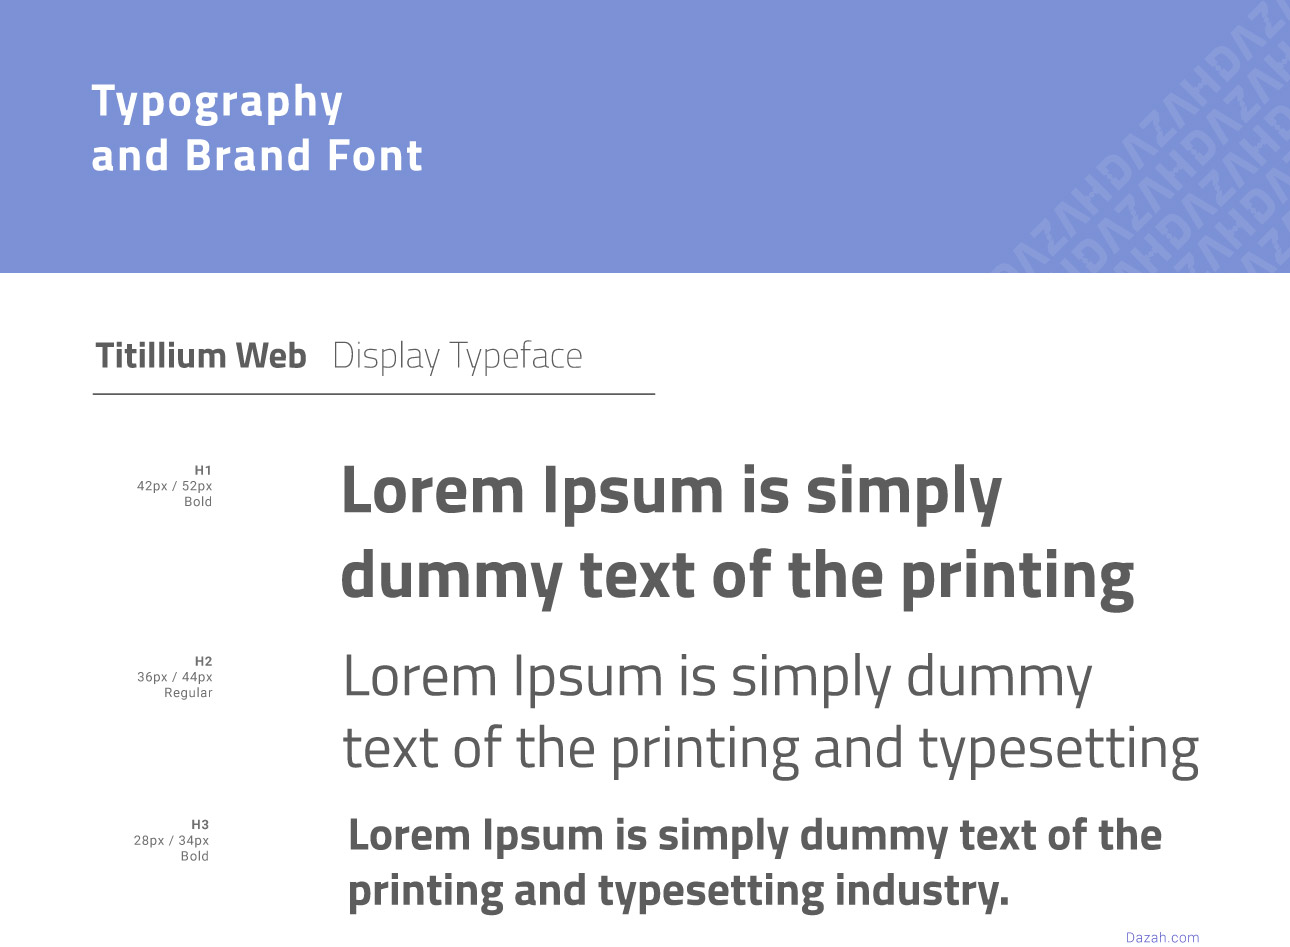 Typography
and Brand Font
DAZAHDAZAHDAZ
Titillium Web Display Typeface
H1
42px / 52px
Bold
Lorem Ipsum is simply
dummy text of the printing
H2
36px / 44px
Regular
Lorem Ipsum is simply dummy
text of the printing and typesetting
H3
28px / 34px
Bold
Lorem Ipsum is simply dummy text of the
printing and typesetting industry.
Dazah.com